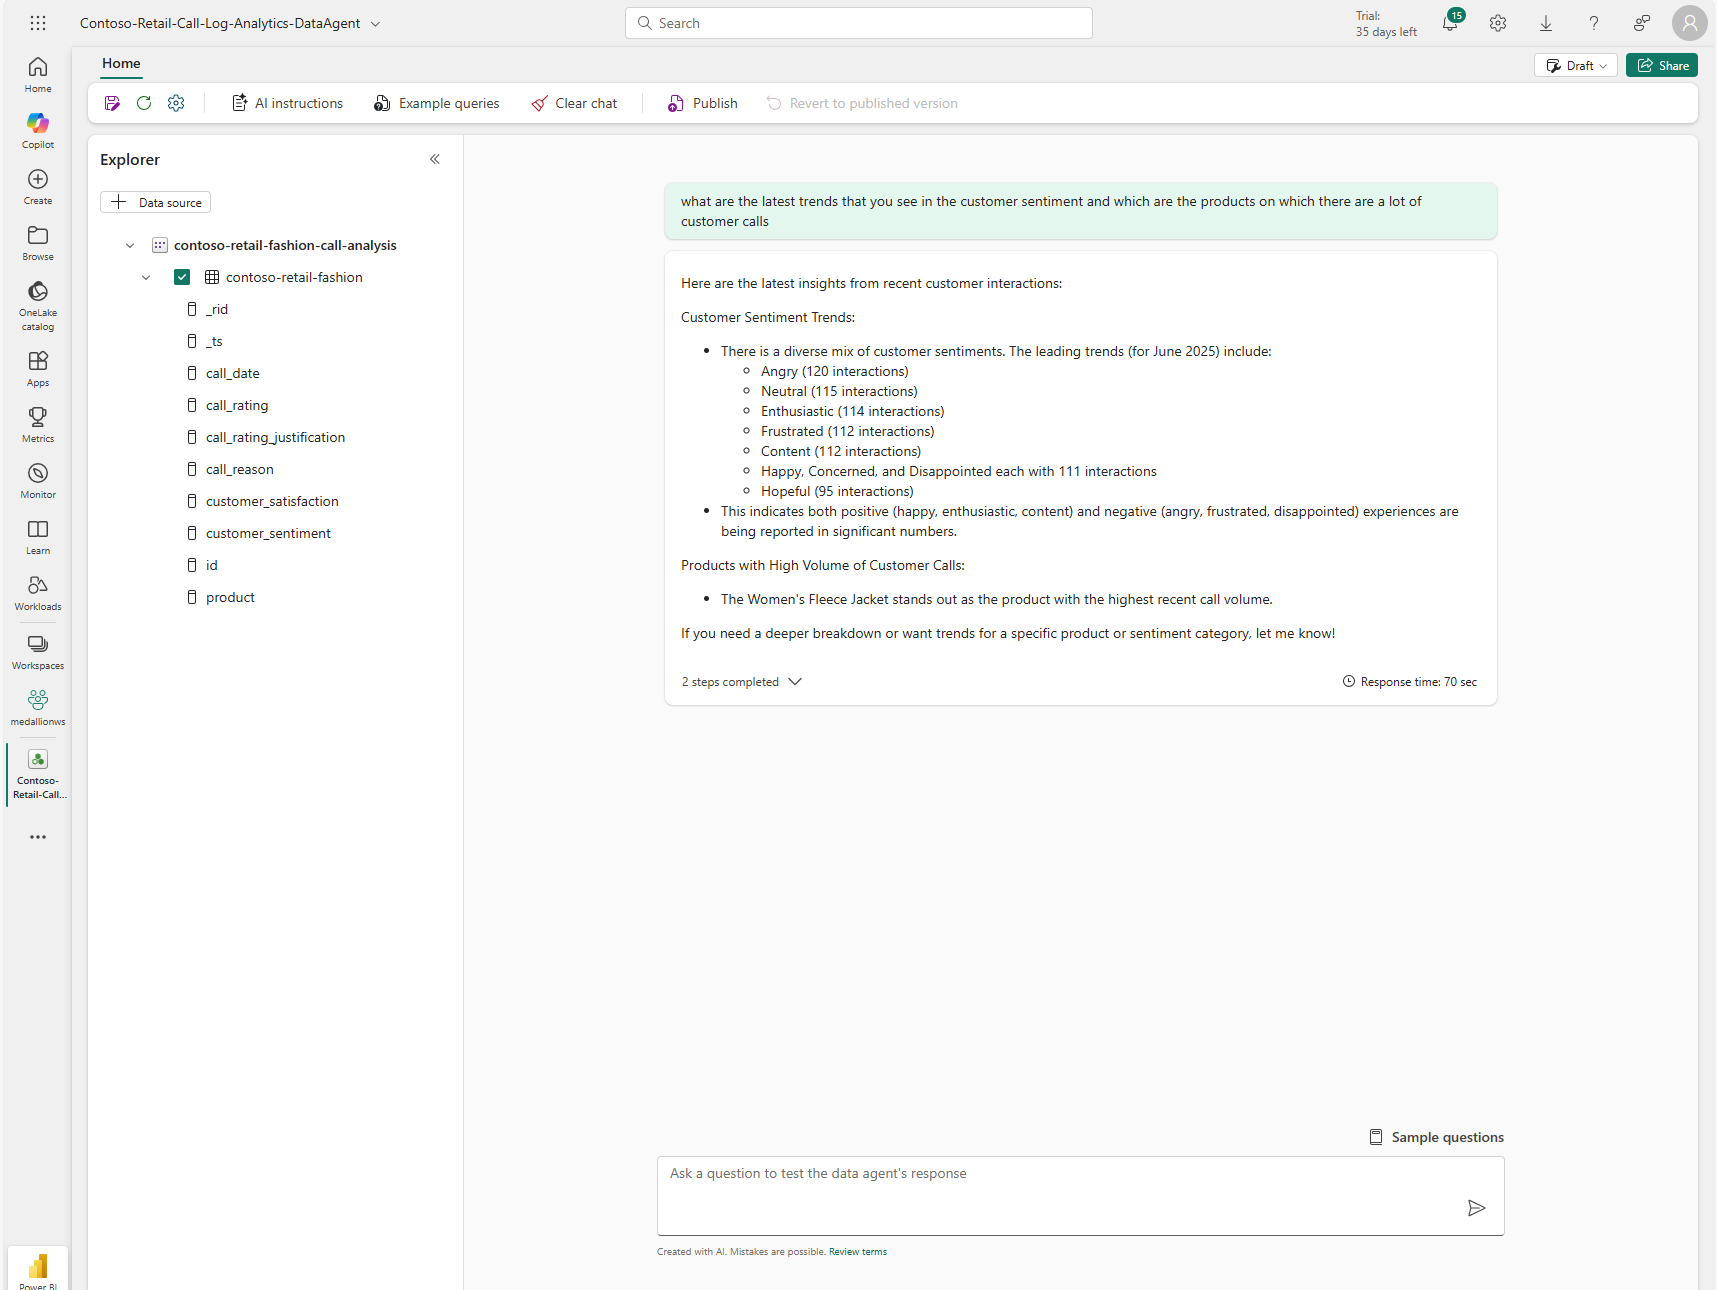 Contoso-Retail-Call-Log-Analytics-DataAgent
Search
Trial:
35 days left
15
Home
Copilot
Create
Browse
OneLake
catalog
Apps
Metrics
Monitor
Learn
Workloads
Workspaces
medallionws
Contoso-
Retail-Call...
Power BI
Home
Draft
Share
AI instructions
Example queries
Clear chat
Publish
Revert to published version
Explorer
Data source
contoso-retail-fashion-call-analysis
contoso-retail-fashion
_rid
_ts
call_date
call_rating
call_rating_justification
call_reason
customer_satisfaction
customer_sentiment
id
product
what are the latest trends that you see in the customer sentiment and which are the products on which there are a lot of
customer calls
Here are the latest insights from recent customer interactions:
Customer Sentiment Trends:
There is a diverse mix of customer sentiments. The leading trends (for June 2025) include:
Angry (120 interactions)
Neutral (115 interactions)
Enthusiastic (114 interactions)
Frustrated (112 interactions)
Content (112 interactions)
Happy, Concerned, and Disappointed each with 111 interactions
Hopeful (95 interactions)
This indicates both positive (happy, enthusiastic, content) and negative (angry, frustrated, disappointed) experiences are
being reported in significant numbers.
Products with High Volume of Customer Calls:
The Women's Fleece Jacket stands out as the product with the highest recent call volume.
If you need a deeper breakdown or want trends for a specific product or sentiment category, let me know!
2 steps completed
Response time: 70 sec
Sample questions
Ask a question to test the data agent's response
Created with AI. Mistakes are possible. Review terms